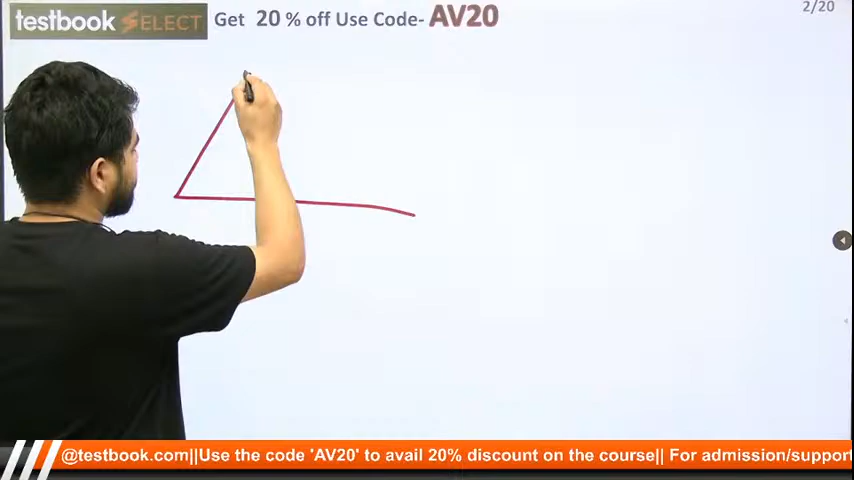 testbook SELECT Get 20 % off Use Code- AV20
2/20
@testbook.com||Use the code 'AV20' to avail 20% discount on the course|| For admission/support